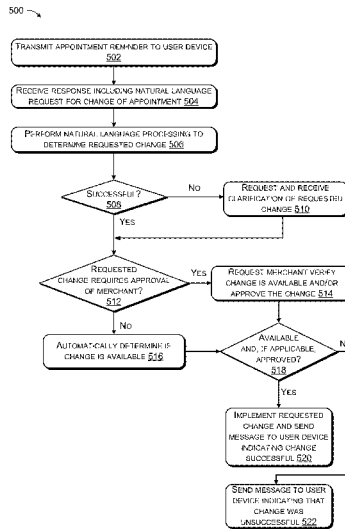 500
TRANSMIT APPOINTMENT REMINDER TO USER DEVICE
502
RECEIVE RESPONSE INCLUDING NATURAL LANGUAGE
REQUEST FOR CHANGE OF APPOINTMENT 504
PERFORM NATURAL LANGUAGE PROCESSING TO
DETERMINE REQUESTED CHANGE 506
SUCCESSFUL?
508
NO
REQUEST AND RECEIVE
CLARIFICATION OF REQUESTED
CHANGE 510
YES
REQUESTED
CHANGE REQUIRES APPROVAL
OF MERCHANT?
512
YES
REQUEST MERCHANT VERIFY
CHANGE IS AVAILABLE AND/OR
APPROVE THE CHANGE 514
NO
AUTOMATICALLY DETERMINE IF
CHANGE IS AVAILABLE 516
AVAILABLE
AND, IF APPLICABLE,
APPROVED?
518
N
YES
IMPLEMENT REQUESTED
CHANGE AND SEND
MESSAGE TO USER DEVICE
INDICATING CHANGE
SUCCESSFUL 520
SEND MESSAGE TO USER
DEVICE INDICATING THAT
CHANGE WAS
UNSUCCESSFUL 522